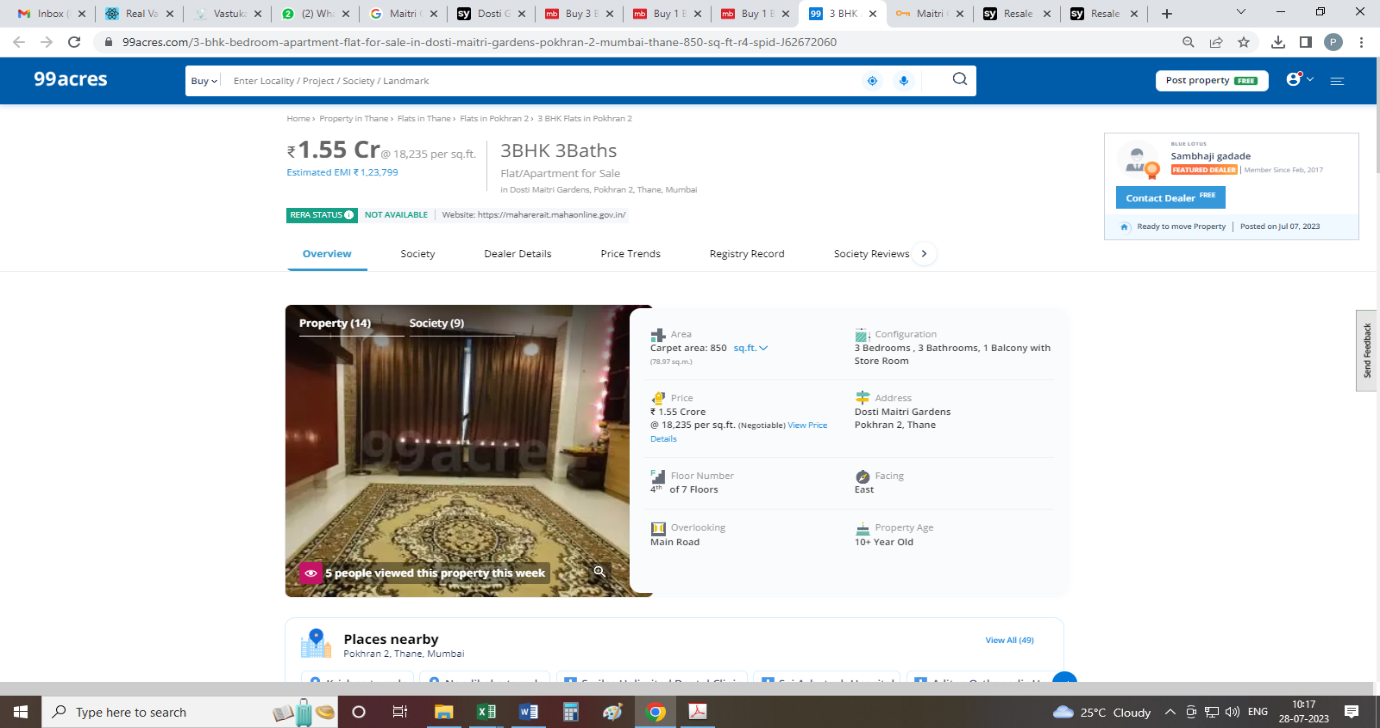 Inbox (
Real Va
Vastuka
(2) Wha
Maitri G
Dosti G
Buy 3 B
Buy 1 B
Buy 1 B
3 BHK
Maitri
Resale
Resale
99acres.com/3-bhk-bedroom-apartment-flat-for-sale-in-dosti-maitri-gardens-pokhran-2-mumbai-thane-850-sq-ft-r4-spid-J62672060
P
99acres
Buy
Enter Locality / Project / Society / Landmark
Post property FREE
Home › Property in Thane › Flats in Thane › Flats in Pokhran 2 › 3 BHK Flats in Pokhran 2
₹ 1.55 Cr @ 18,235 per sq.ft.
Estimated EMI ₹ 1,23,799
3BHK 3Baths
Flat/Apartment for Sale
in Dosti Maitri Gardens, Pokhran 2, Thane, Mumbai
BLUE LOTUS
Sambhaji gadade
FEATURED DEALER | Member Since Feb, 2017
Contact Dealer FREE
Ready to move Property | Posted on Jul 07, 2023
RERA STATUS NOT AVAILABLE | Website: https://maharerait.mahaonline.gov.in/
Overview
Society
Dealer Details
Price Trends
Registry Record
Society Reviews
Property (14)
Society (9)
99acres
5 people viewed this property this week
Area
Carpet area: 850 sq.ft.
(78.97 sq.m.)
Configuration
3 Bedrooms , 3 Bathrooms, 1 Balcony with
Store Room
Price
₹ 1.55 Crore
@ 18,235 per sq.ft. (Negotiable) View Price
Details
Address
Dosti Maitri Gardens
Pokhran 2, Thane
Floor Number
4th of 7 Floors
Facing
East
Overlooking
Main Road
Property Age
10+ Year Old
Send Feedback
Places nearby
Pokhran 2, Thane, Mumbai
View All (49)
Type here to search
25°C Cloudy
ENG
10:17
28-07-2023